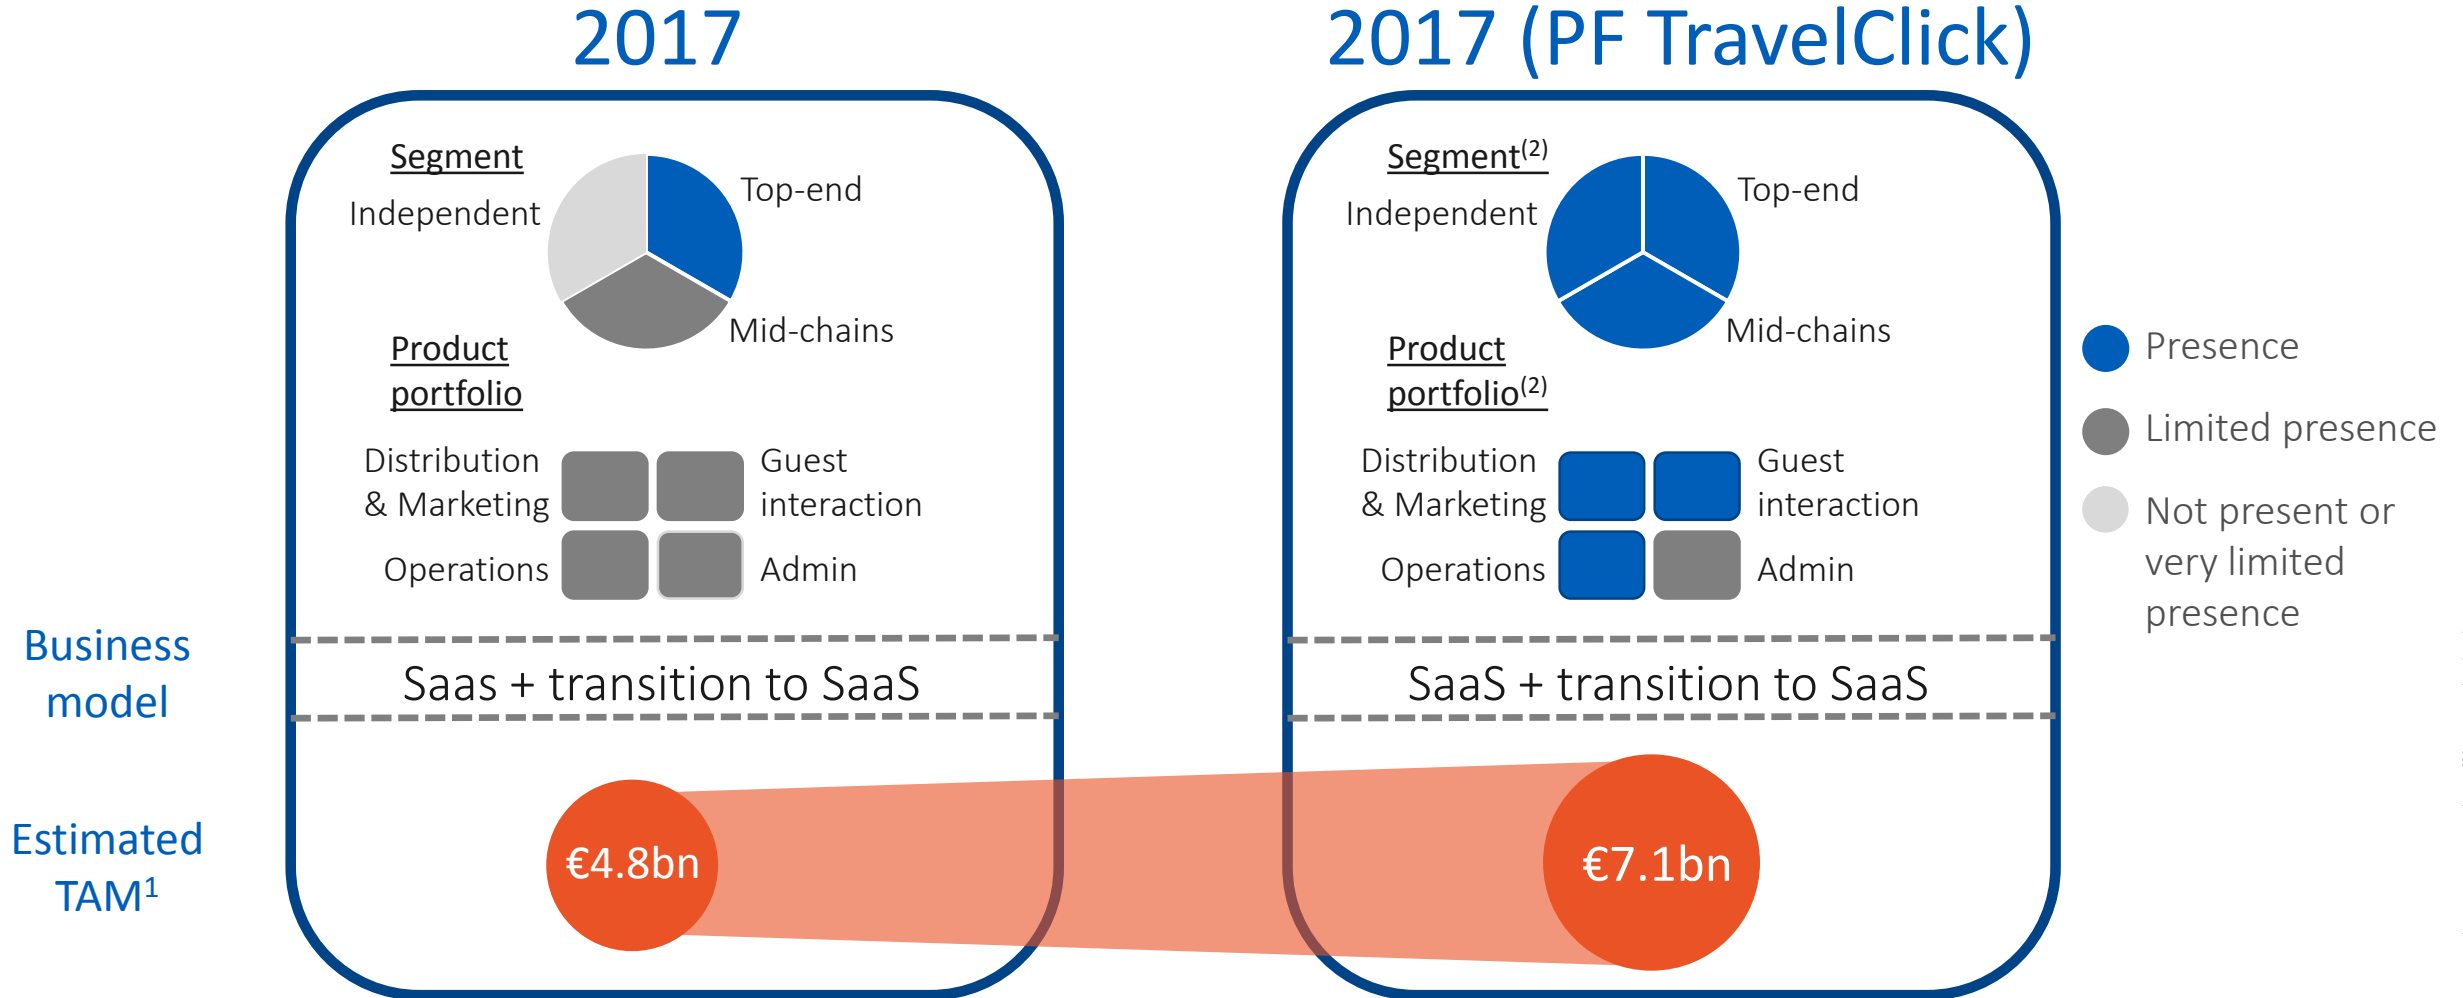 2017
2017 (PF TravelClick)
Segment
Independent
Top-end
Mid-chains
Product
portfolio
Distribution
& Marketing
Guest
interaction
Operations
Admin
Segment(2)
Independent
Top-end
Mid-chains
Product
portfolio(2)
Distribution
& Marketing
Guest
interaction
Operations
Admin
Presence
Limited presence
Not present or
very limited
presence
Business
model
Saas + transition to SaaS
SaaS + transition to SaaS
Estimated
TAM1
€4.8bn
€7.1bn